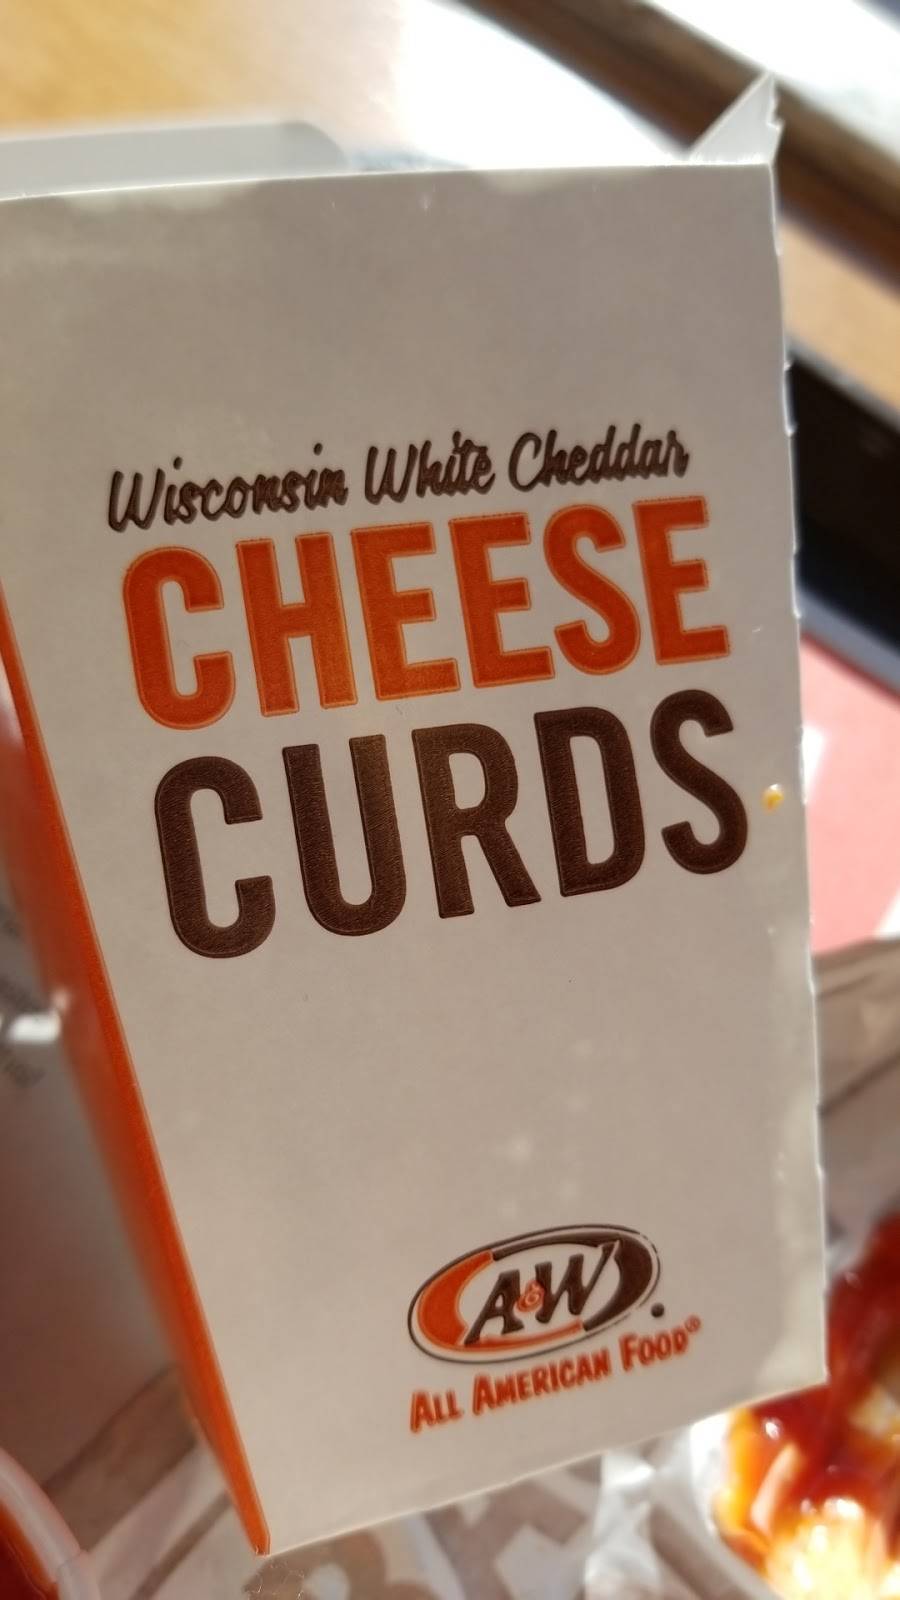 Wisconsin White Cheddar
CHEESE
CURDS
A&W
ALL AMERICAN FOOD®